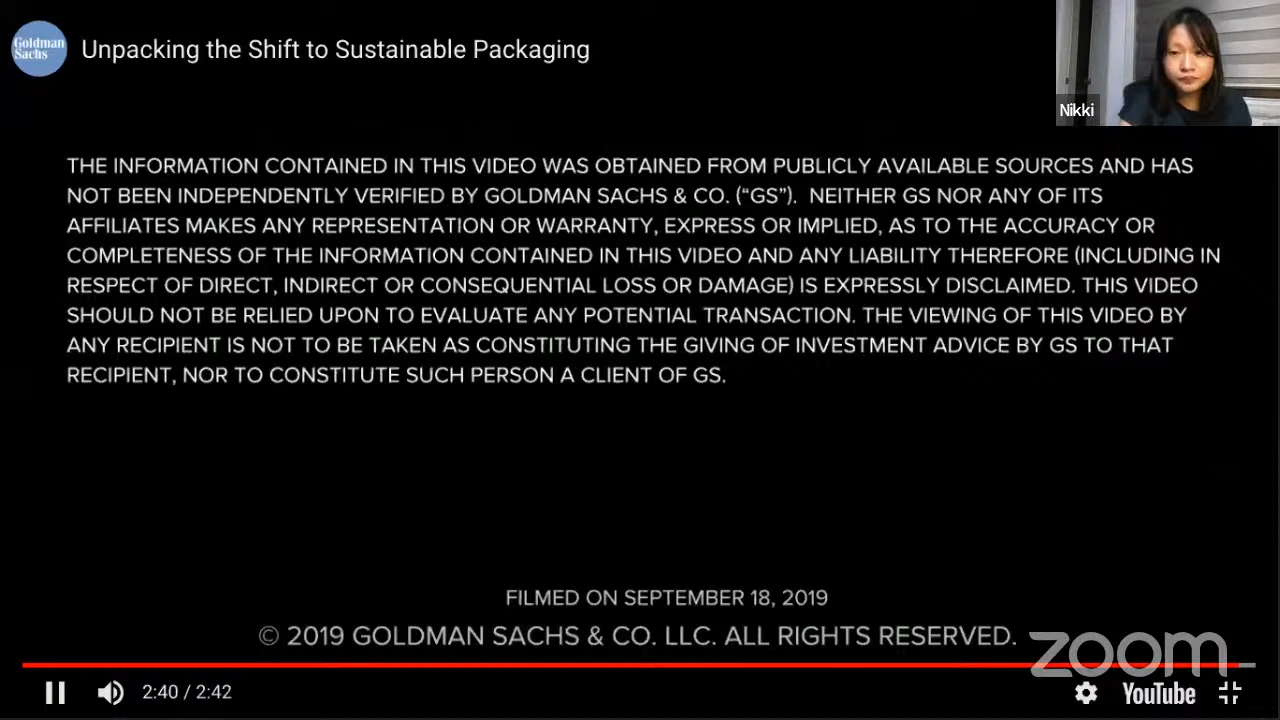 Goldman
Sachs
Unpacking the Shift to Sustainable Packaging
Nikki
THE INFORMATION CONTAINED IN THIS VIDEO WAS OBTAINED FROM PUBLICLY AVAILABLE SOURCES AND HAS
NOT BEEN INDEPENDENTLY VERIFIED BY GOLDMAN SACHS & CO. (“GS”).  NEITHER GS NOR ANY OF ITS
AFFILIATES MAKES ANY REPRESENTATION OR WARRANTY, EXPRESS OR IMPLIED, AS TO THE ACCURACY OR
COMPLETENESS OF THE INFORMATION CONTAINED IN THIS VIDEO AND ANY LIABILITY THEREFORE (INCLUDING IN
RESPECT OF DIRECT, INDIRECT OR CONSEQUENTIAL LOSS OR DAMAGE) IS EXPRESSLY DISCLAIMED. THIS VIDEO
SHOULD NOT BE RELIED UPON TO EVALUATE ANY POTENTIAL TRANSACTION. THE VIEWING OF THIS VIDEO BY
ANY RECIPIENT IS NOT TO BE TAKEN AS CONSTITUTING THE GIVING OF INVESTMENT ADVICE BY GS TO THAT
RECIPIENT, NOR TO CONSTITUTE SUCH PERSON A CLIENT OF GS.
FILMED ON SEPTEMBER 18, 2019
© 2019 GOLDMAN SACHS & CO. LLC. ALL RIGHTS RESERVED.
zoom
2:40 / 2:42
YouTube